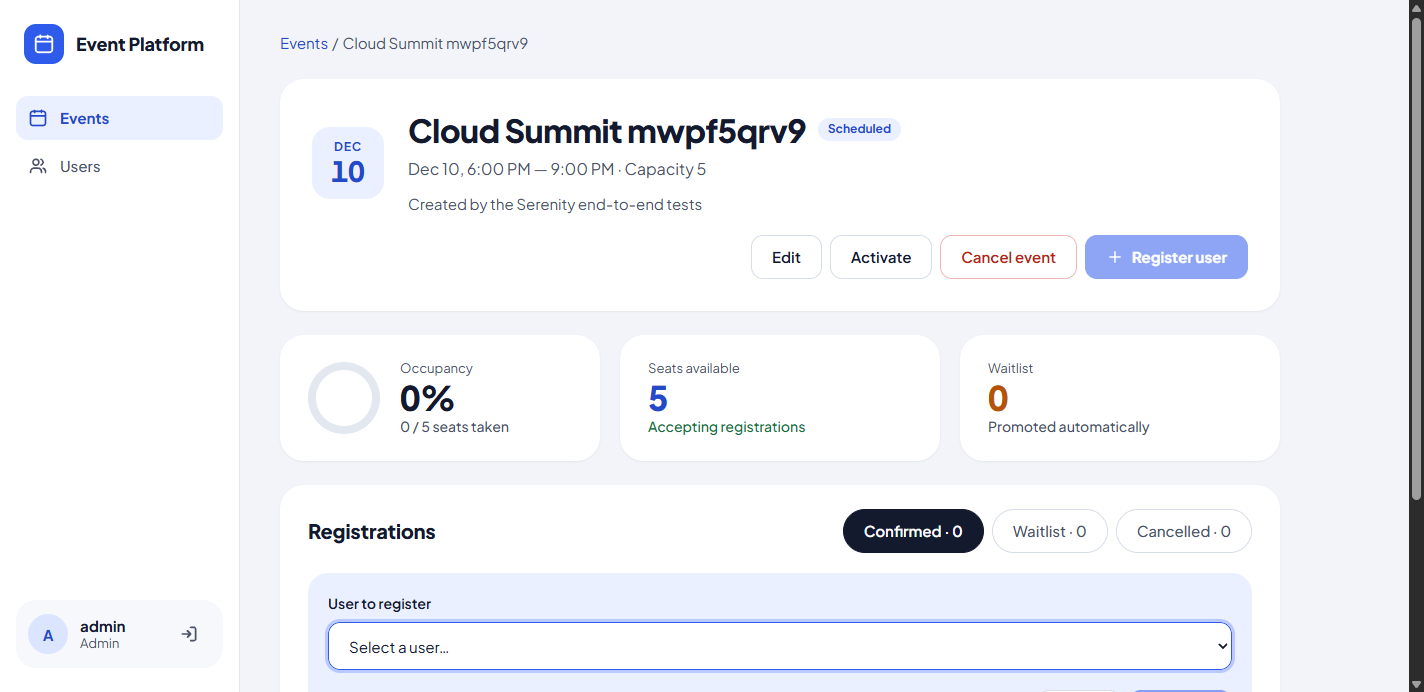 Event Platform
Events
Users
admin
Admin
A
Events / Cloud Summit mwpf5qrv9
DEC
10
Cloud Summit mwpf5qrv9
Scheduled
Dec 10, 6:00 PM — 9:00 PM · Capacity 5
Created by the Serenity end-to-end tests
Edit
Activate
Cancel event
+ Register user
Occupancy
0%
0 / 5 seats taken
Seats available
5
Accepting registrations
Waitlist
0
Promoted automatically
Registrations
Confirmed · 0
Waitlist · 0
Cancelled · 0
User to register
Select a user…